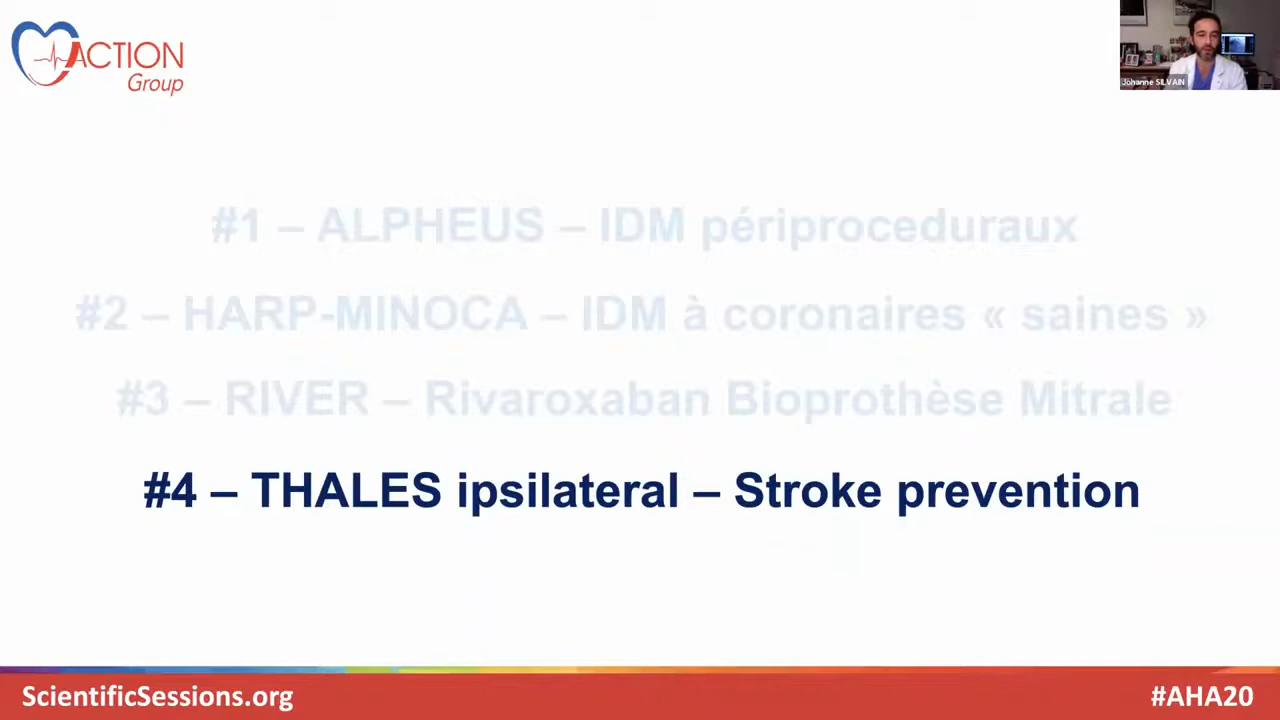 ACTION
Group
Johanne SILVAIN
#1 – ALPHEUS – IDM périproceduraux
#2 – HARP-MINOCA – IDM à coronaires « saines »
#3 – RIVER – Rivaroxaban Bioprothèse Mitrale
#4 – THALES ipsilateral – Stroke prevention
ScientificSessions.org
#AHA20